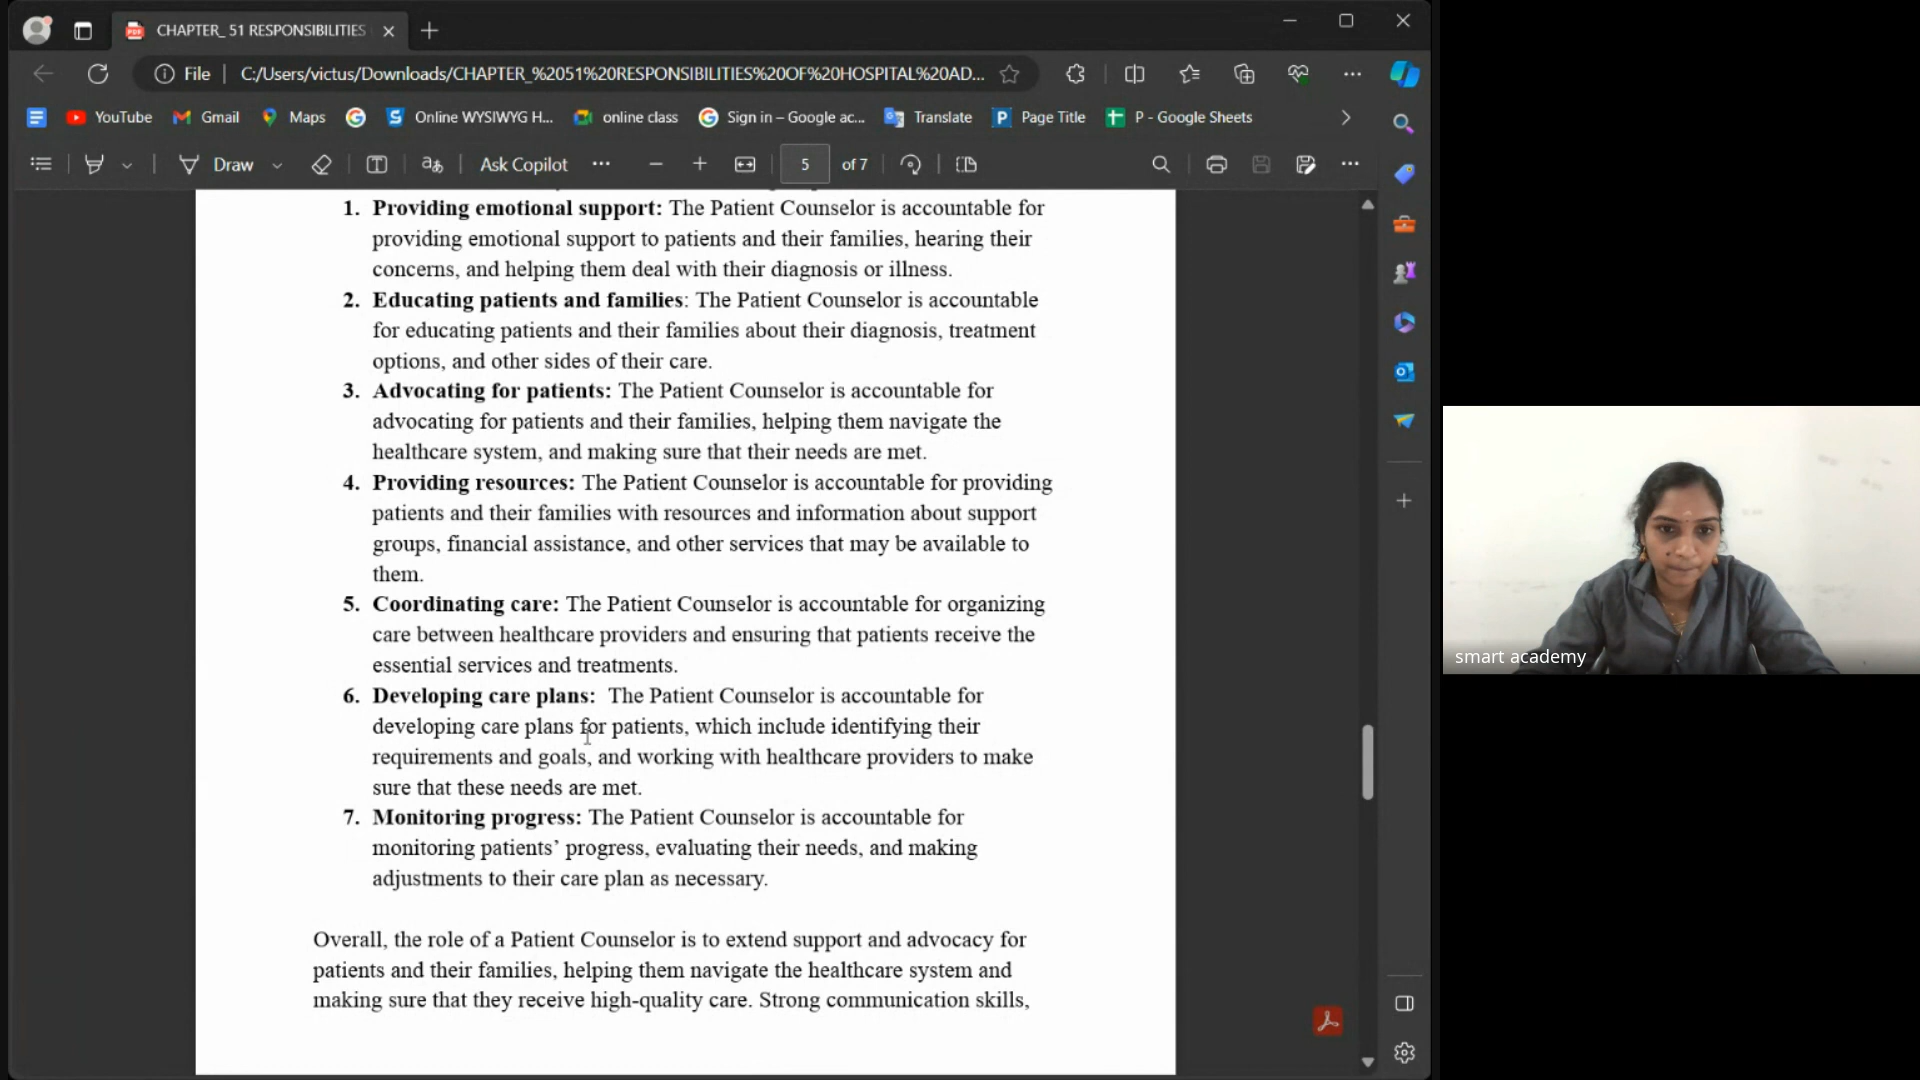 CHAPTER_ 51 RESPONSIBILITIES
File
C:/Users/victus/Downloads/CHAPTER_%2051%20RESPONSIBILITIES%20OF%20HOSPITAL%20AD...
YouTube Gmail Maps Online WYSIWYG H... online class Sign in – Google ac... Translate Page Title P - Google Sheets
Draw Ask Copilot 5 of 7
1. Providing emotional support: The Patient Counselor is accountable for
providing emotional support to patients and their families, hearing their
concerns, and helping them deal with their diagnosis or illness.
2. Educating patients and families: The Patient Counselor is accountable
for educating patients and their families about their diagnosis, treatment
options, and other sides of their care.
3. Advocating for patients: The Patient Counselor is accountable for
advocating for patients and their families, helping them navigate the
healthcare system, and making sure that their needs are met.
4. Providing resources: The Patient Counselor is accountable for providing
patients and their families with resources and information about support
groups, financial assistance, and other services that may be available to
them.
5. Coordinating care: The Patient Counselor is accountable for organizing
care between healthcare providers and ensuring that patients receive the
essential services and treatments.
6. Developing care plans: The Patient Counselor is accountable for
developing care plans for patients, which include identifying their
requirements and goals, and working with healthcare providers to make
sure that these needs are met.
7. Monitoring progress: The Patient Counselor is accountable for
monitoring patients’ progress, evaluating their needs, and making
adjustments to their care plan as necessary.
Overall, the role of a Patient Counselor is to extend support and advocacy for
patients and their families, helping them navigate the healthcare system and
making sure that they receive high-quality care. Strong communication skills,
smart academy